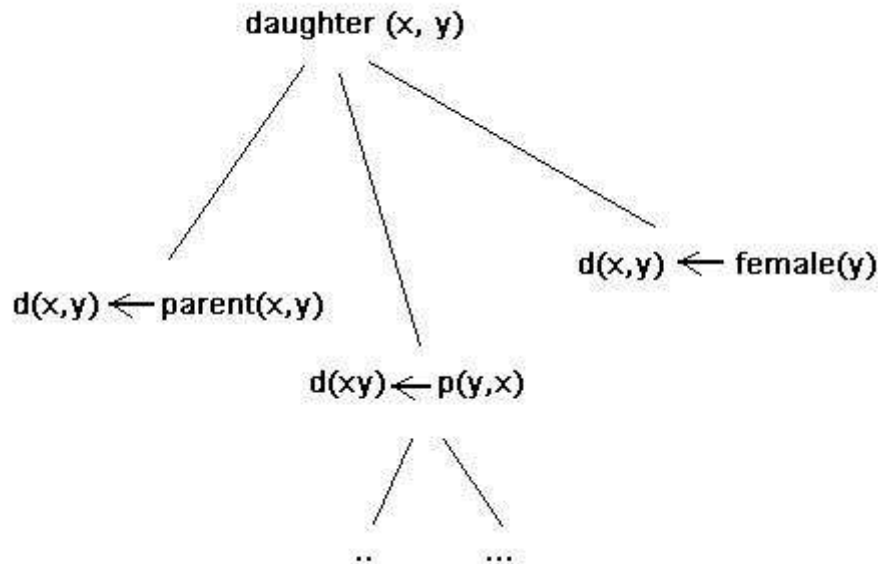 daughter (x, y)
d(x,y) ← female(y)
d(x,y) ← parent(x,y)
d(xy) ← p(y,x)
.. ...